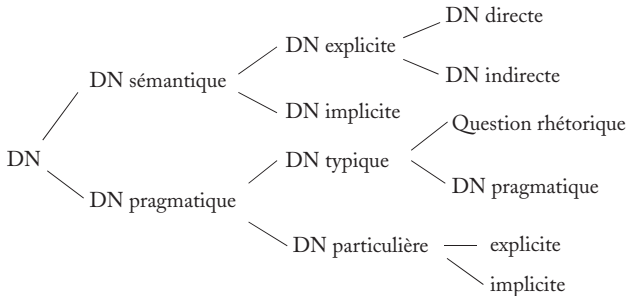 DN directe
DN explicite
DN sémantique
DN indirecte
DN implicite
Question rhétorique
DN
DN typique
DN pragmatique
DN pragmatique
DN particulière
explicite
implicite